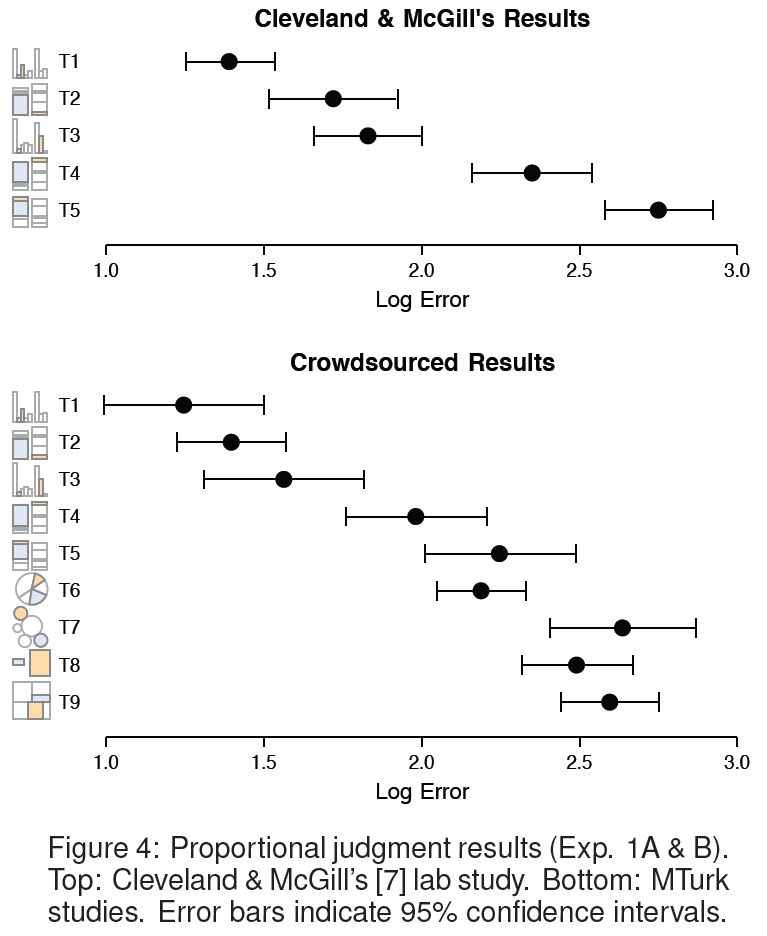 Cleveland & McGill's Results
T1
T2
T3
T4
T5
1.0 1.5 2.0 2.5 3.0
Log Error
Crowdsourced Results
T1
T2
T3
T4
T5
T6
T7
T8
T9
1.0 1.5 2.0 2.5 3.0
Log Error
Figure 4: Proportional judgment results (Exp. 1A & B).
Top: Cleveland & McGill's [7] lab study. Bottom: MTurk
studies. Error bars indicate 95% confidence intervals.